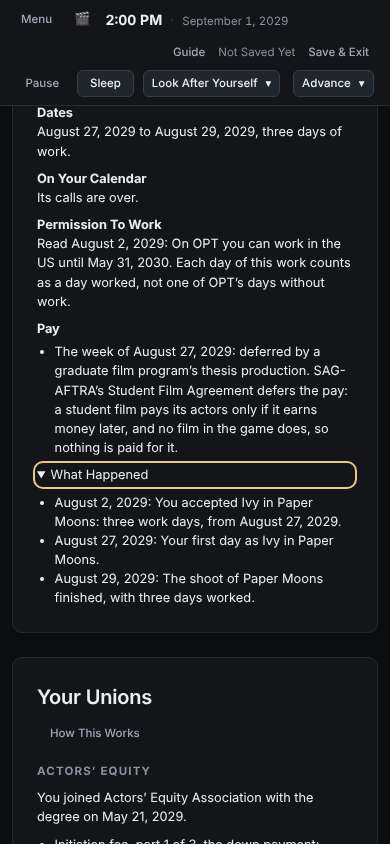 Menu 🎬 2:00 PM · September 1, 2029
Guide Not Saved Yet Save & Exit
Pause Sleep Look After Yourself ▾ Advance ▾
Dates
August 27, 2029 to August 29, 2029, three days of
work.
On Your Calendar
Its calls are over.
Permission To Work
Read August 2, 2029: On OPT you can work in the
US until May 31, 2030. Each day of this work counts
as a day worked, not one of OPT’s days without
work.
Pay
• The week of August 27, 2029: deferred by a
graduate film program’s thesis production. SAG-
AFTRA’s Student Film Agreement defers the pay:
a student film pays its actors only if it earns
money later, and no film in the game does, so
nothing is paid for it.
▾ What Happened
• August 2, 2029: You accepted Ivy in Paper
Moons: three work days, from August 27, 2029.
• August 27, 2029: Your first day as Ivy in Paper
Moons.
• August 29, 2029: The shoot of Paper Moons
finished, with three days worked.
Your Unions
How This Works
ACTORS’ EQUITY
You joined Actors’ Equity Association with the
degree on May 21, 2029.
• Initiation fee, part 1 of 3, the down payment: